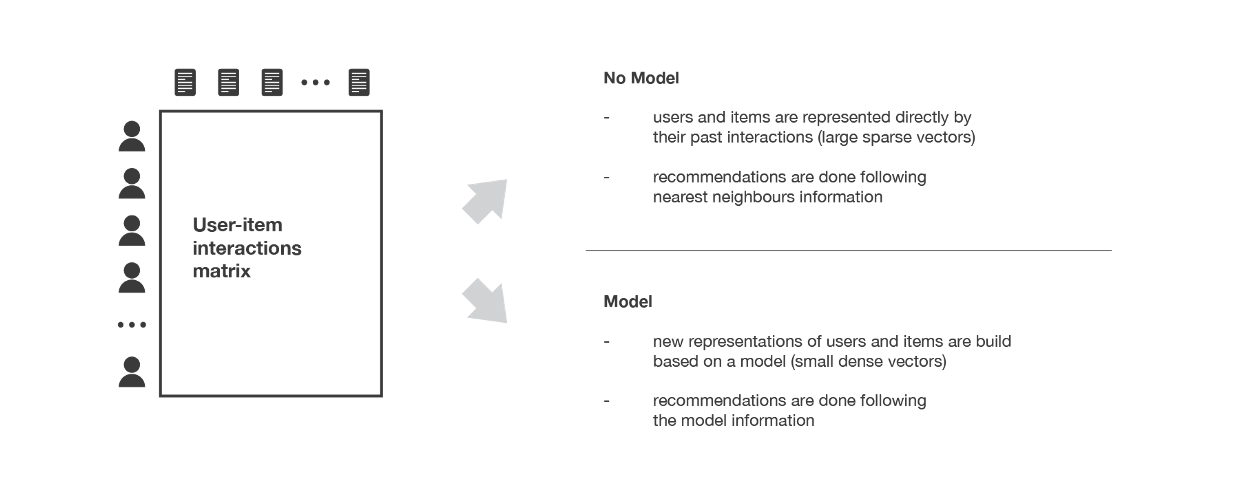 User-item
interactions
matrix
No Model
- users and items are represented directly by
their past interactions (large sparse vectors)
- recommendations are done following
nearest neighbours information
Model
- new representations of users and items are build
based on a model (small dense vectors)
- recommendations are done following
the model information